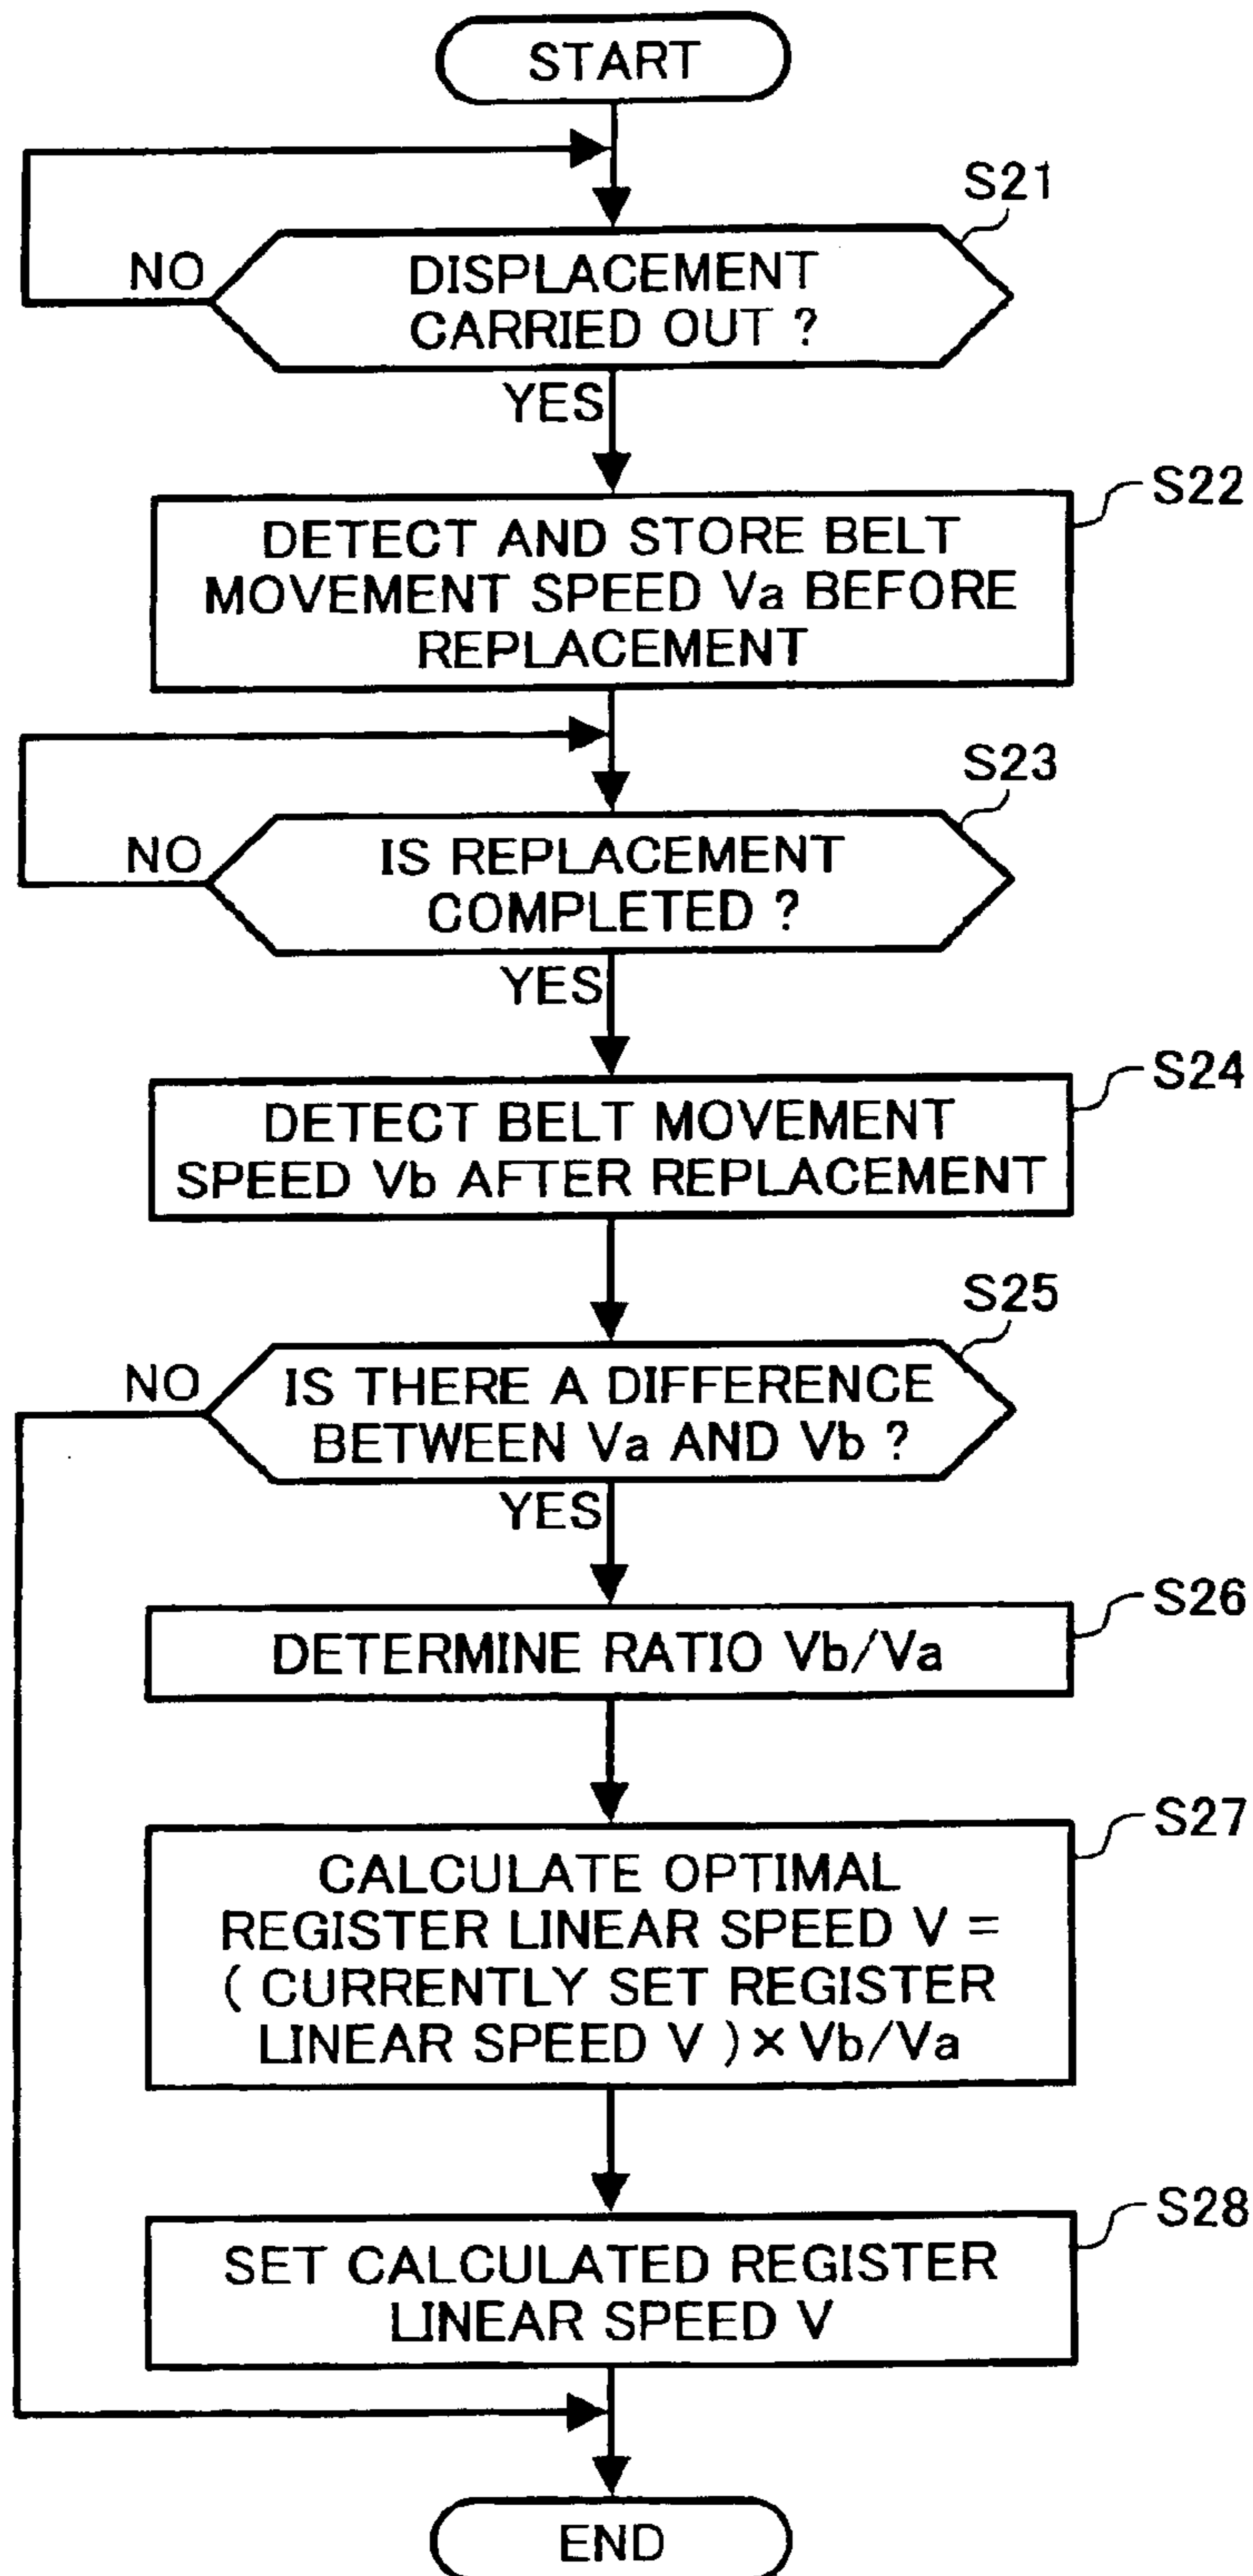 START
S21
NO
DISPLACEMENT
CARRIED OUT ?
YES
S22
DETECT AND STORE BELT
MOVEMENT SPEED Va BEFORE
REPLACEMENT
S23
NO
IS REPLACEMENT
COMPLETED ?
YES
S24
DETECT BELT MOVEMENT
SPEED Vb AFTER REPLACEMENT
S25
NO
IS THERE A DIFFERENCE
BETWEEN Va AND Vb ?
YES
S26
DETERMINE RATIO Vb/Va
S27
CALCULATE OPTIMAL
REGISTER LINEAR SPEED V =
( CURRENTLY SET REGISTER
LINEAR SPEED V ) × Vb/Va
S28
SET CALCULATED REGISTER
LINEAR SPEED V
END